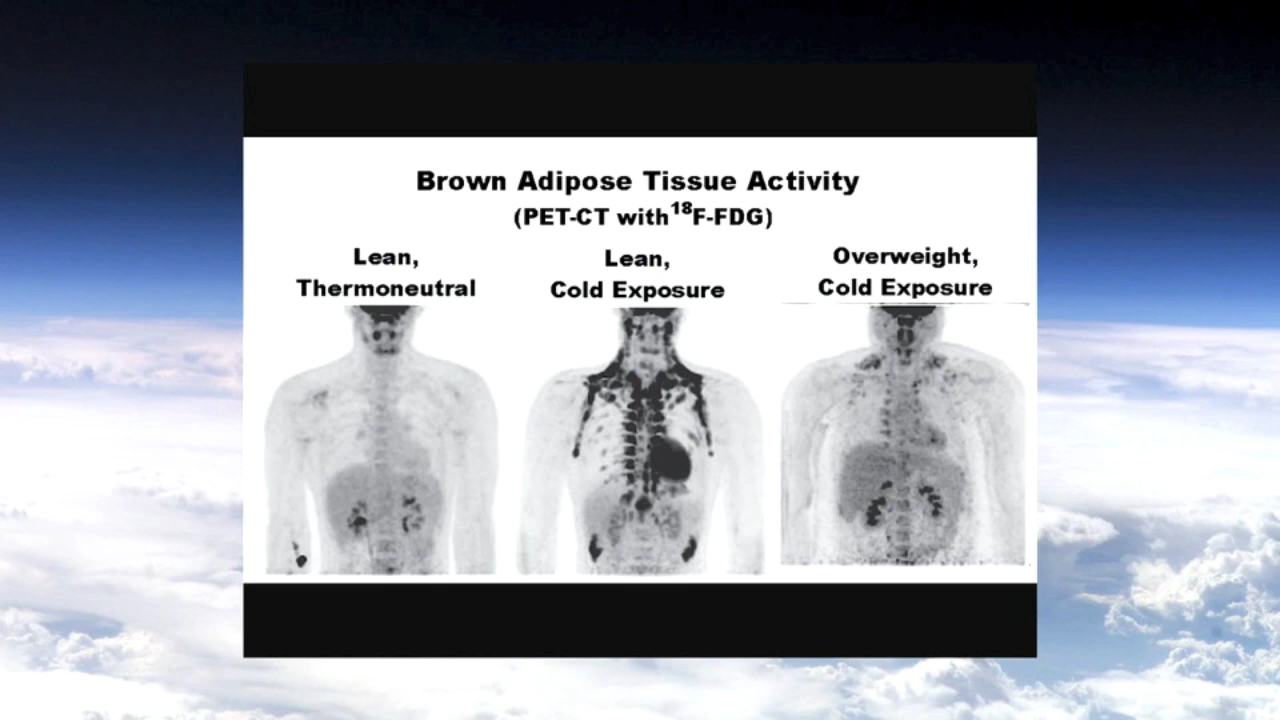 Brown Adipose Tissue Activity
(PET-CT with ¹⁸F-FDG)
Lean,
Thermoneutral
Lean,
Cold Exposure
Overweight,
Cold Exposure